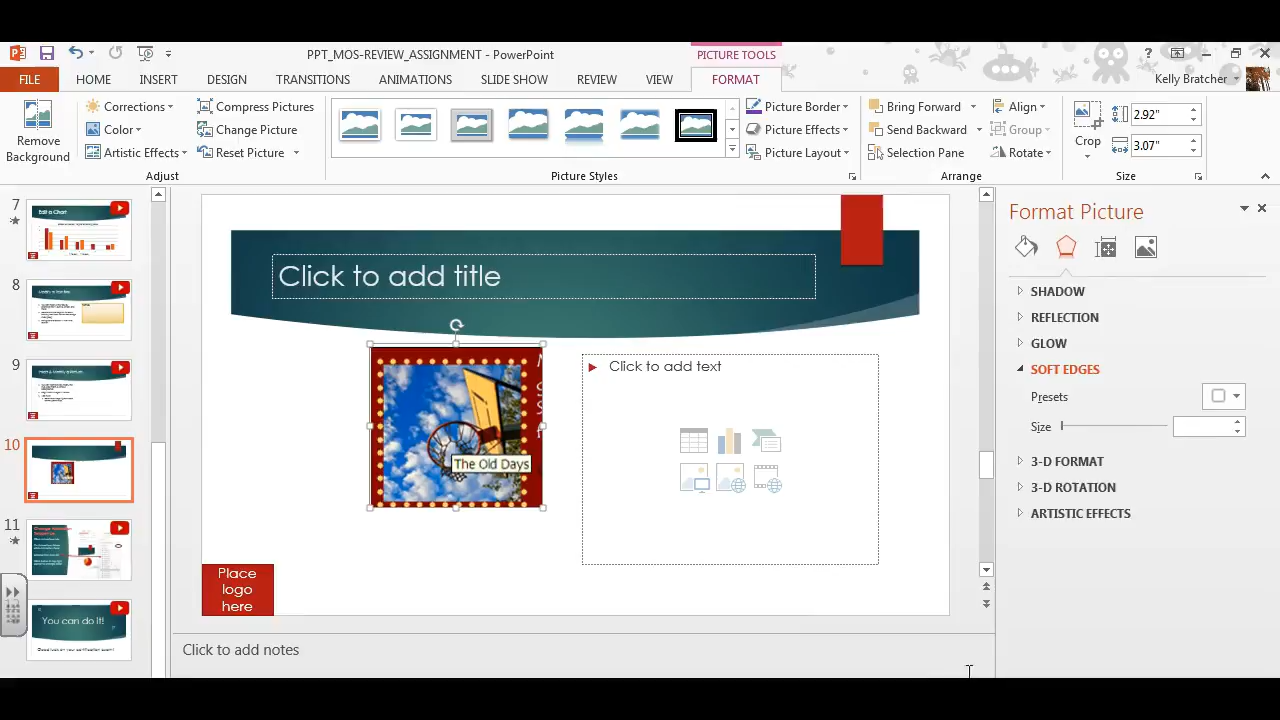 PPT_MOS-REVIEW_ASSIGNMENT - PowerPoint
PICTURE TOOLS
FILE
HOME
INSERT
DESIGN
TRANSITIONS
ANIMATIONS
SLIDE SHOW
REVIEW
VIEW
FORMAT
Kelly Bratcher
Remove Background
Corrections
Color
Artistic Effects
Compress Pictures
Change Picture
Reset Picture
Adjust
Picture Styles
Picture Border
Picture Effects
Picture Layout
Bring Forward
Send Backward
Selection Pane
Align
Group
Rotate
Arrange
Crop
2.92"
3.07"
Size
7
Edit a Chart
8
9
10
11
You can do it!
Click to add title
The Old Days
Click to add text
Place
logo
here
Click to add notes
Format Picture
SHADOW
REFLECTION
GLOW
SOFT EDGES
Presets
Size
3-D FORMAT
3-D ROTATION
ARTISTIC EFFECTS